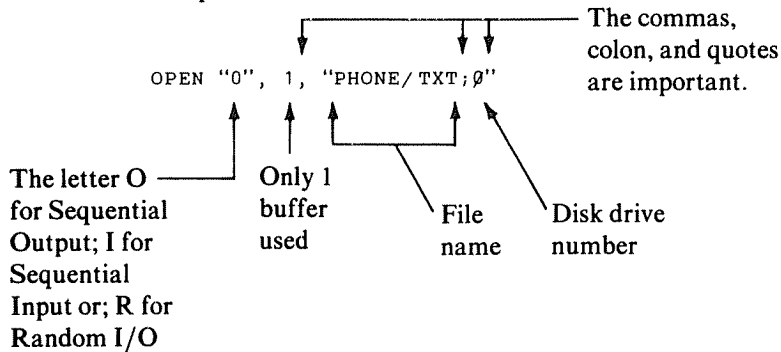 The commas,
colon, and quotes
are important.
OPEN "0", 1, "PHONE/TXT;Ø"
The letter O
for Sequential
Output; I for
Sequential
Input or; R for
Random I/O
Only 1
buffer
used
File
name
Disk drive
number